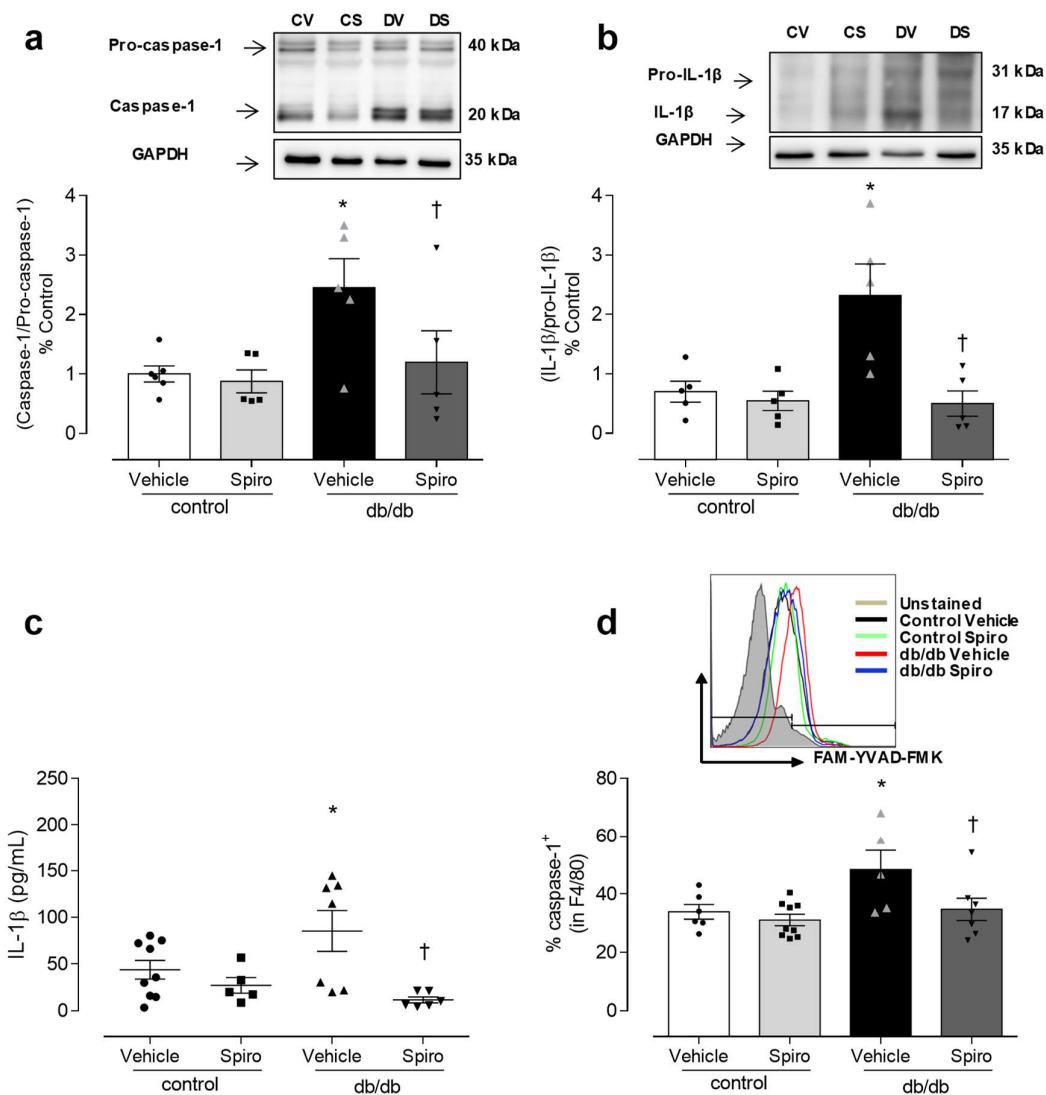 a
CV CS DV DS
Pro-caspase-1
40 kDa
Caspase-1
20 kDa
GAPDH
35 kDa
(Caspase-1/Pro-caspase-1)
% Control
4
*
†
3
2
1
0
Vehicle Spiro Vehicle Spiro
control db/db
b
CV CS DV DS
Pro-IL-1β
31 kDa
IL-1β
17 kDa
GAPDH
35 kDa
(IL-1β/pro-IL-1β)
% Control
4
*
3
2
†
1
0
Vehicle Spiro Vehicle Spiro
control db/db
c
IL-1β (pg/mL)
250
*
200
150
100
†
50
0
Vehicle Spiro Vehicle Spiro
control db/db
d
Unstained
Control Vehicle
Control Spiro
db/db Vehicle
db/db Spiro
FAM-YVAD-FMK
% caspase-1⁺
(in F4/80)
80
*
†
60
40
20
0
Vehicle Spiro Vehicle Spiro
control db/db